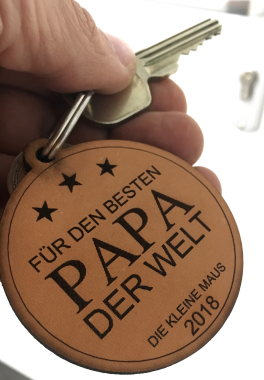 FÜR DEN BESTEN
PAPA
DER WELT
DIE KLEINE MAUS
2018